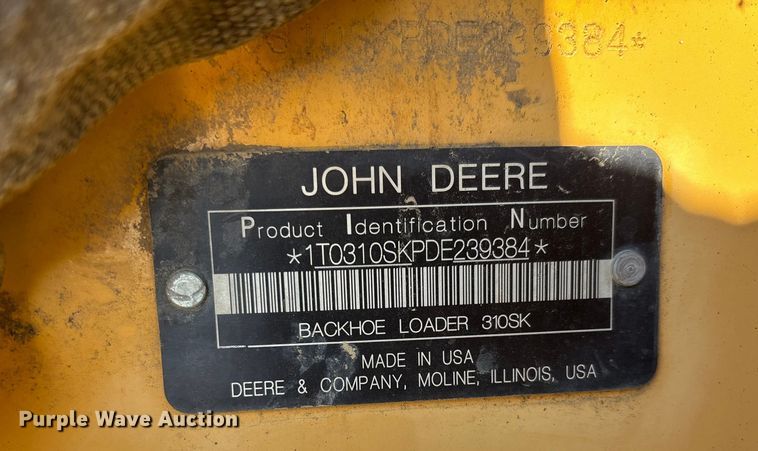 DE239384*
JOHN DEERE
Product Identification Number
*1T0310SKPDE239384*
BACKHOE LOADER 310SK
MADE IN USA
DEERE & COMPANY, MOLINE, ILLINOIS, USA
Purple Wave Auction